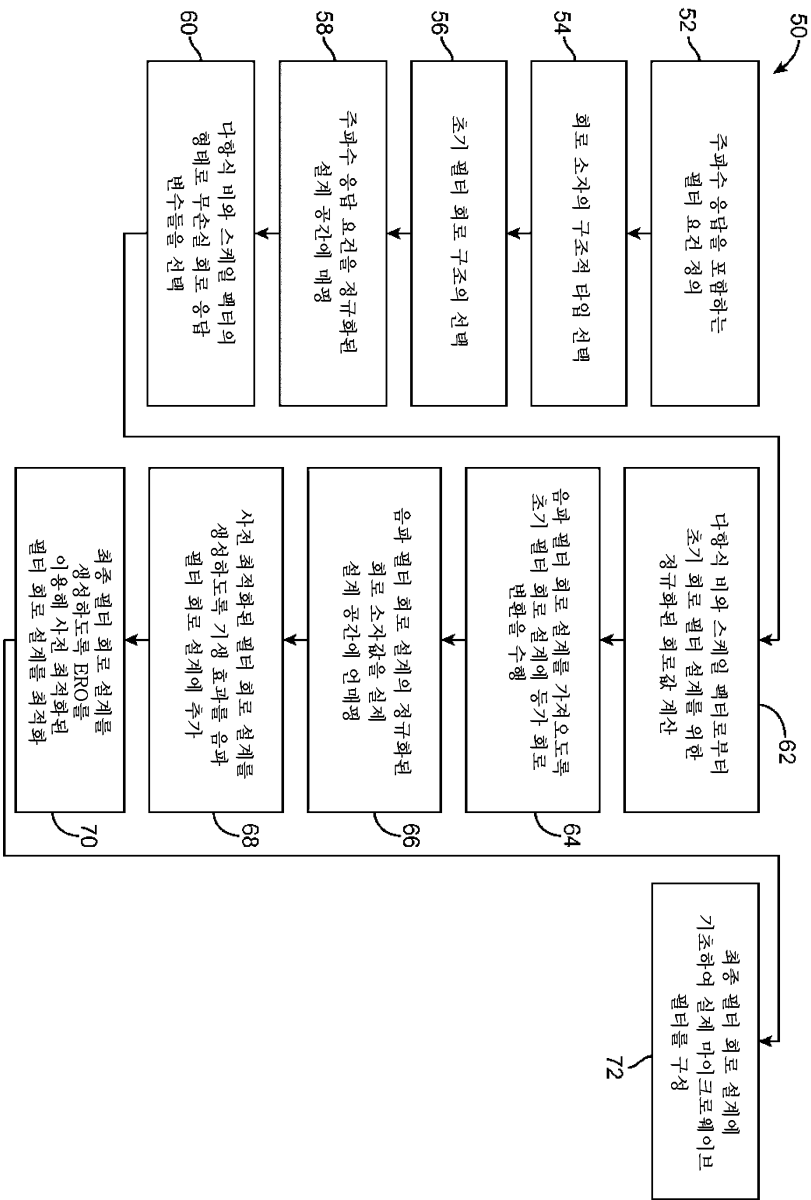 50
52
주파수 응답을 포함하는
필터 요건 정의
54
회로 소자의 구조적 타입 선택
56
초기 필터 회로 구조의 선택
58
주파수 응답 요건을 정규화된
설계 공간에 매핑
60
다항식 비와 스케일 팩터의
형태로 무손실 회로 응답
변수들을 선택
62
다항식 비와 스케일 팩터로부터
초기 회로 필터 설계를 위한
정규화된 회로값 계산
64
음파 필터 회로 설계를 가져오도록
초기 필터 회로 설계에 등가 회로
변환을 수행
66
음파 필터 회로 설계의 정규화된
회로 소자값을 실제
설계 공간에 언매핑
68
사전 최적화된 필터 회로 설계를
생성하도록 기생 효과를 음파
필터 회로 설계에 추가
70
최종 필터 회로 설계를
생성하도록 ERO를
이용해 사전 최적화된
필터 회로 설계를 최적화
72
최종 필터 회로 설계에
기초하여 실제 마이크로웨이브
필터를 구성